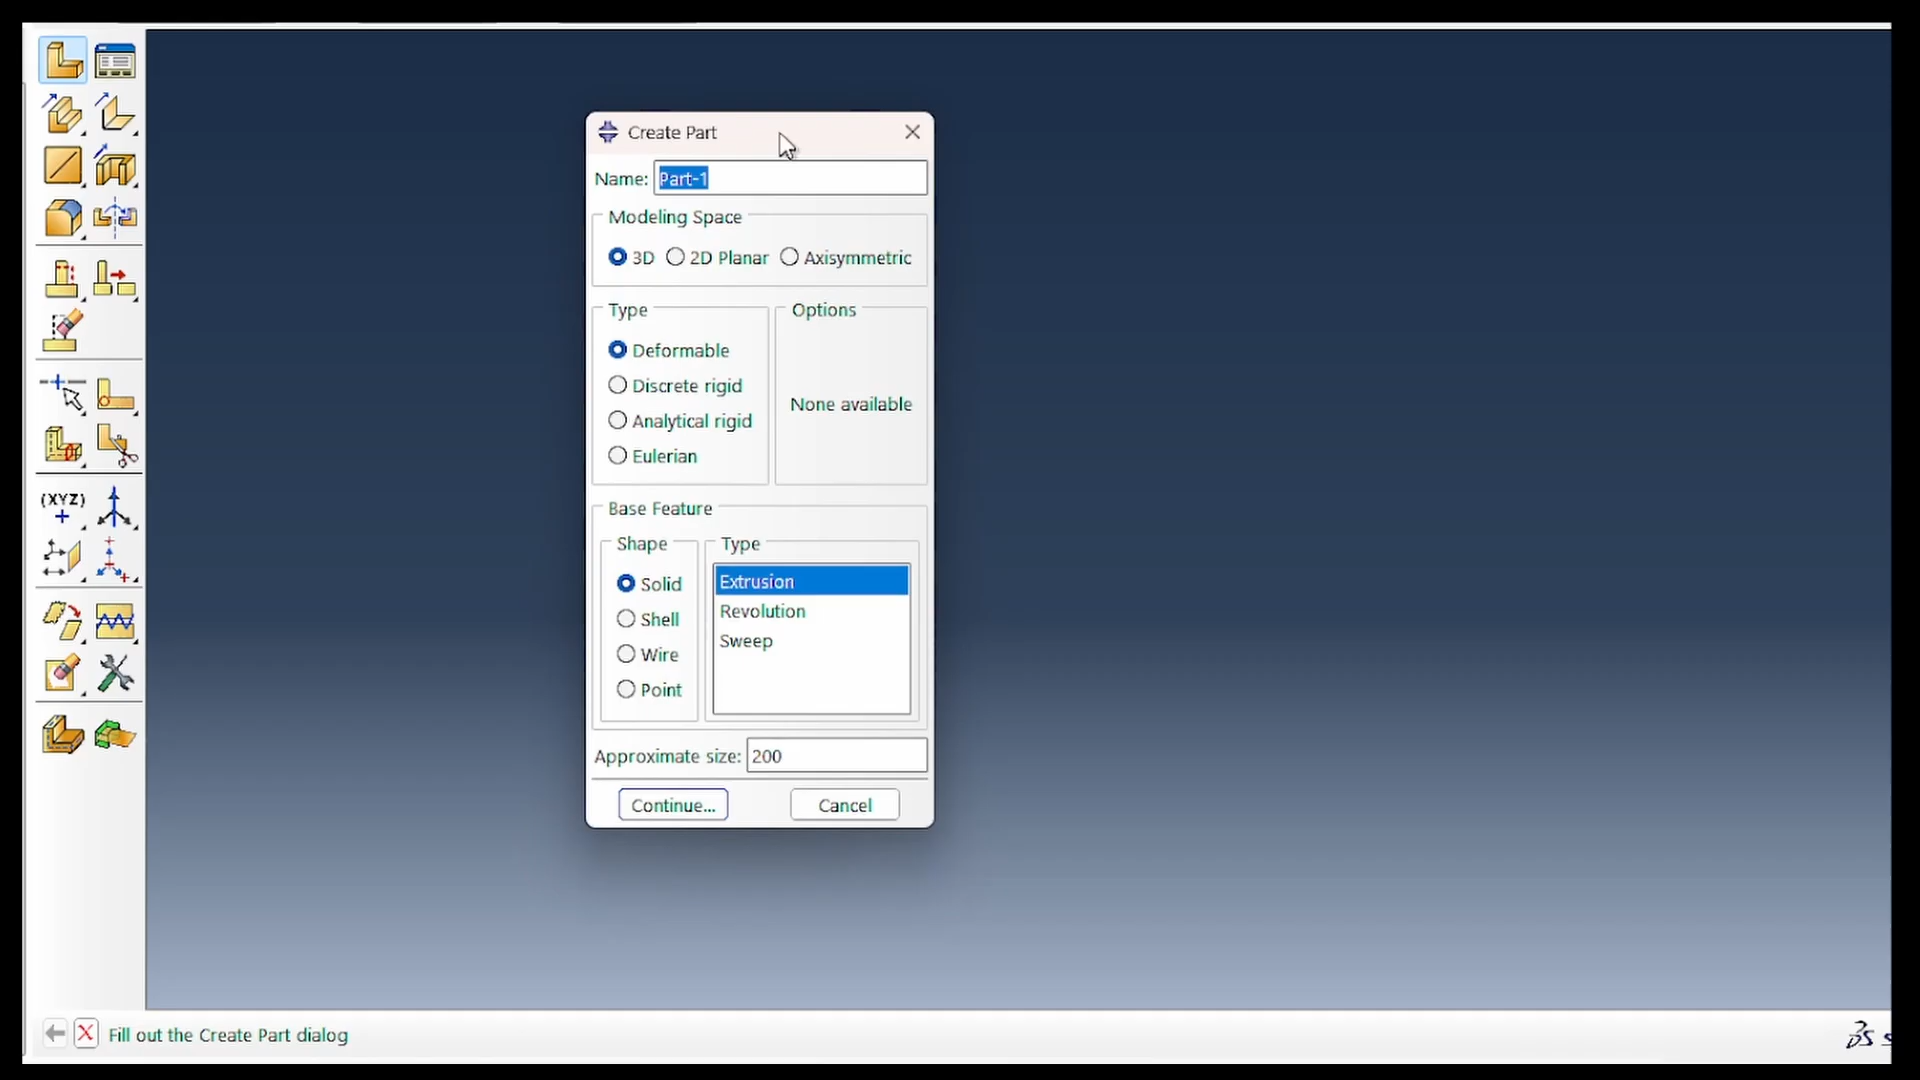 Create Part
Name: Part-1
Modeling Space
3D 2D Planar Axisymmetric
Type
Deformable
Discrete rigid
Analytical rigid
Eulerian
Options
None available
Base Feature
Shape
Solid
Shell
Wire
Point
Type
Extrusion
Revolution
Sweep
Approximate size: 200
Continue... Cancel
(XYZ)
Fill out the Create Part dialog